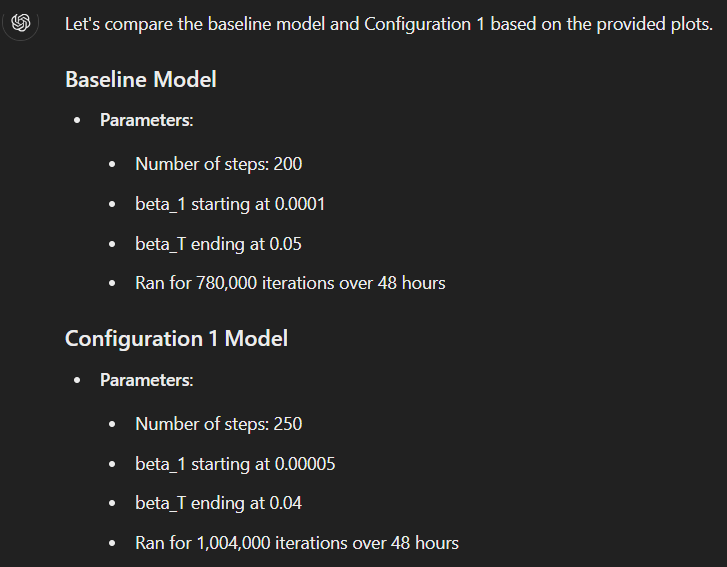 Let's compare the baseline model and Configuration 1 based on the provided plots.
Baseline Model
• Parameters:
• Number of steps: 200
• beta_1 starting at 0.0001
• beta_T ending at 0.05
• Ran for 780,000 iterations over 48 hours
Configuration 1 Model
• Parameters:
• Number of steps: 250
• beta_1 starting at 0.00005
• beta_T ending at 0.04
• Ran for 1,004,000 iterations over 48 hours